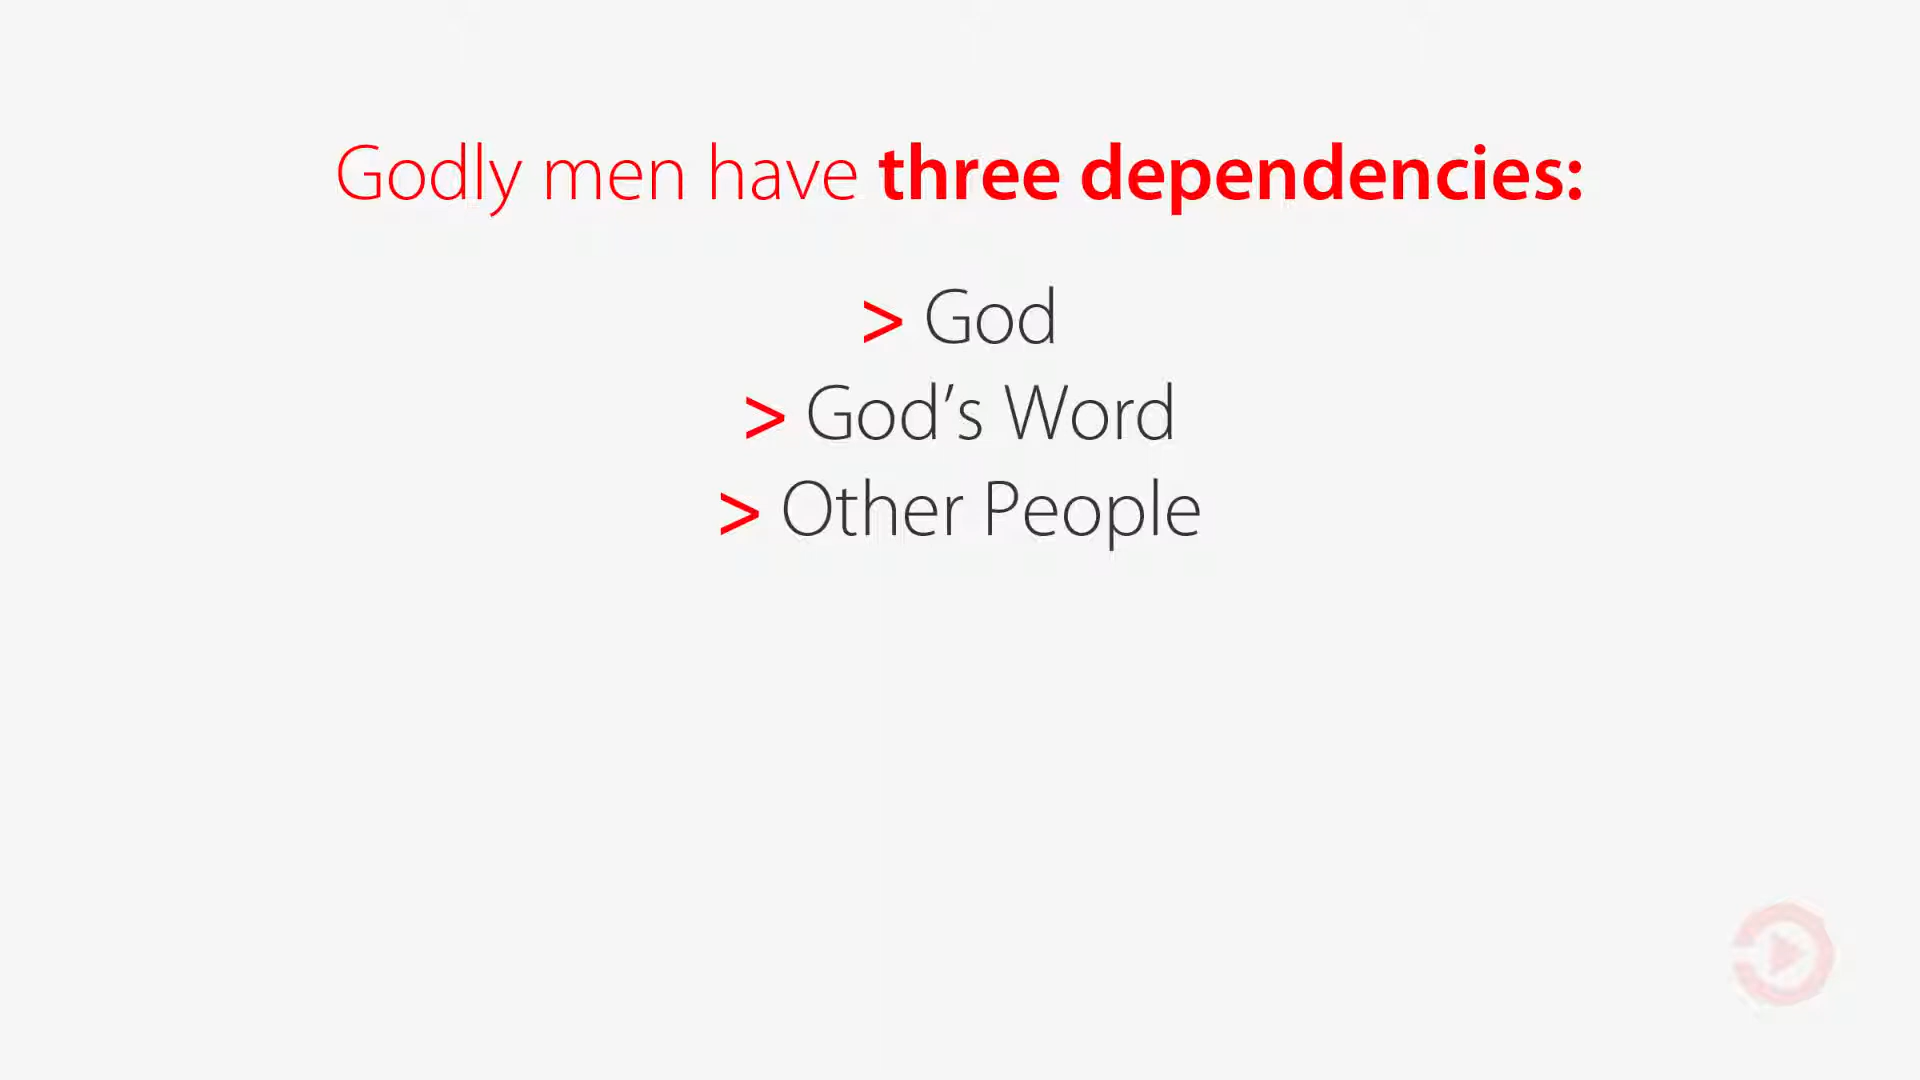 Godly men have three dependencies:
> God
> God’s Word
> Other People